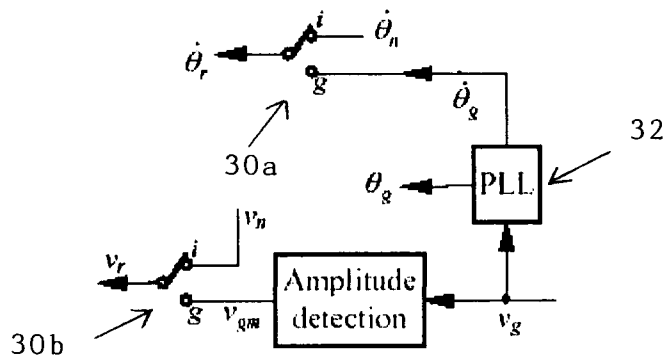 i
θ̇n
θ̇r
g
θ̇g
32
30a
θg
PLL
vn
vr
i
g
vgm
Amplitude
detection
vg
30b